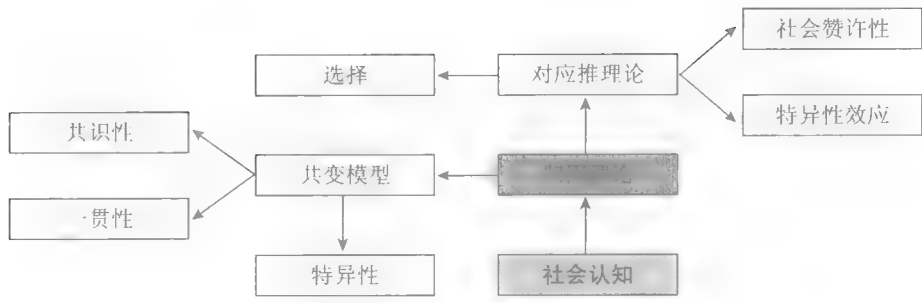 社会赞许性
选择
对应推理论
特异性效应
共识性
共变模型
一贯性
特异性
社会认知